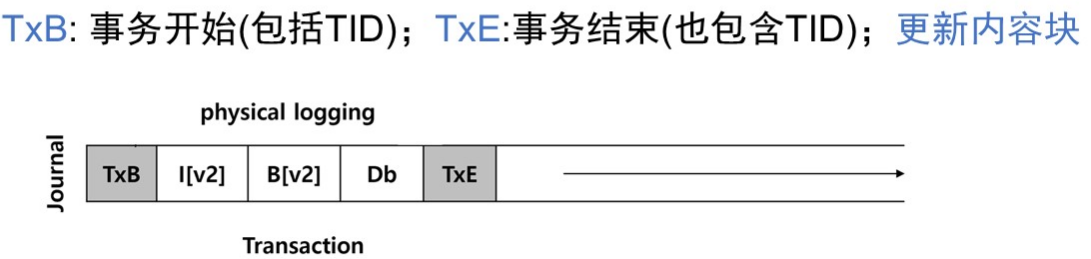 TxB: 事务开始(包括TID)；TxE:事务结束(也包含TID)；更新内容块
physical logging
Journal
TxB I[v2] B[v2] Db TxE
Transaction